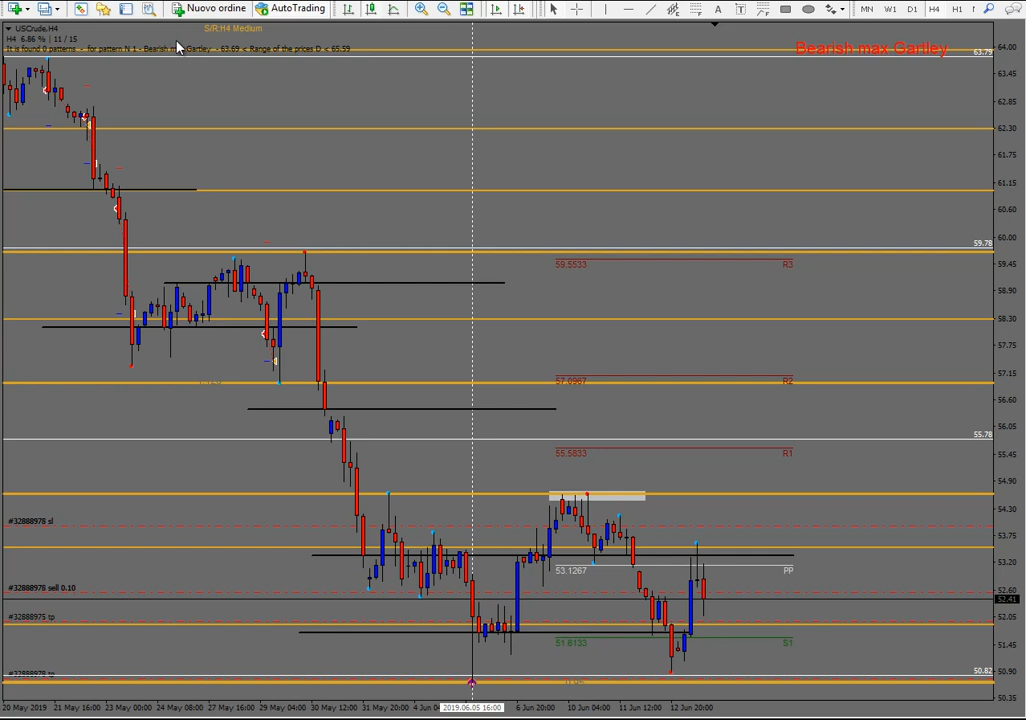 Nuovo ordine AutoTrading A T MN W1 D1 H4 H1
USCrude.H4 S/R:H4 Medium
H4 6.86 % | 11 / 15
It is found 0 patterns - for pattern N 1 - Bearish max Gartley - 63.69 < Range of the prices D < 65.59
Bearish max Gartley
64.00
63.79
63.45
62.85
62.30
61.75
61.15
60.60
60.00
59.78
59.5533 R3
59.45
58.90
58.30
57.75
57.0967 R2
57.15
56.60
56.05
55.78
55.5833 R1
55.45
54.90
54.30
#32888978 sl
53.75
53.20
53.1267 PP
#32888978 sell 0.10
52.60
52.41
#32888975 tp
52.05
51.6133 S1
51.45
50.82
#32888978 tp
50.90
50.35
20 May 2019 21 May 16:00 23 May 00:00 24 May 08:00 27 May 16:00 29 May 04:00 30 May 12:00 31 May 20:00 4 Jun 2019.06.05 16:00 6 Jun 20:00 10 Jun 04:00 11 Jun 12:00 12 Jun 20:00